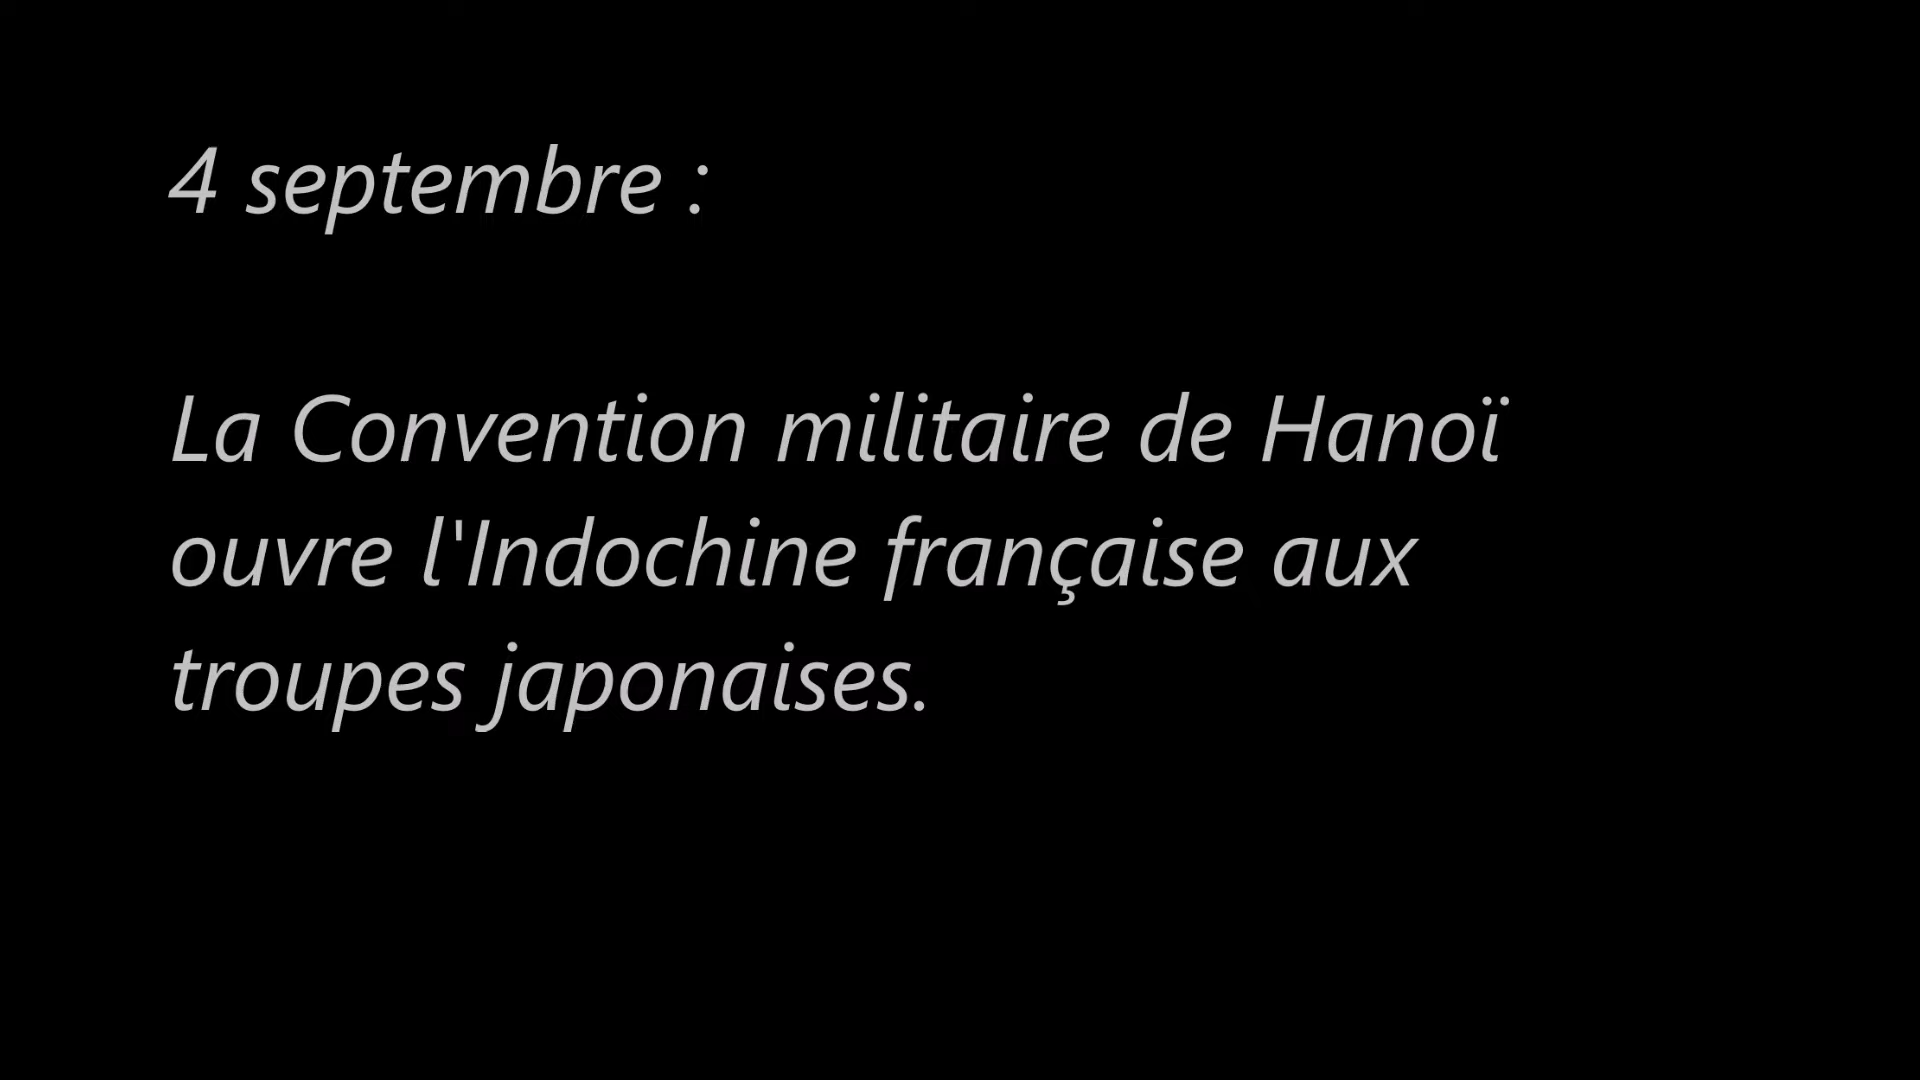 4 septembre :
La Convention militaire de Hanoï
ouvre l'Indochine française aux
troupes japonaises.